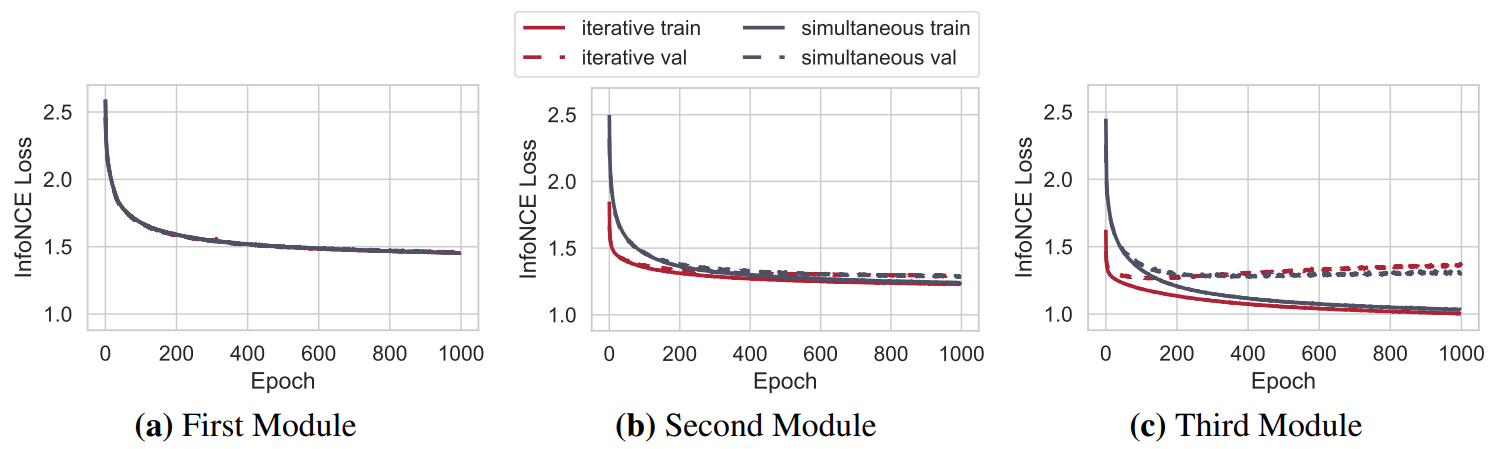 iterative train
simultaneous train
iterative val
simultaneous val
InfoNCE Loss
2.5
2.0
1.5
1.0
0 200 400 600 800 1000
Epoch
(a) First Module
InfoNCE Loss
2.5
2.0
1.5
1.0
0 200 400 600 800 1000
Epoch
(b) Second Module
InfoNCE Loss
2.5
2.0
1.5
1.0
0 200 400 600 800 1000
Epoch
(c) Third Module